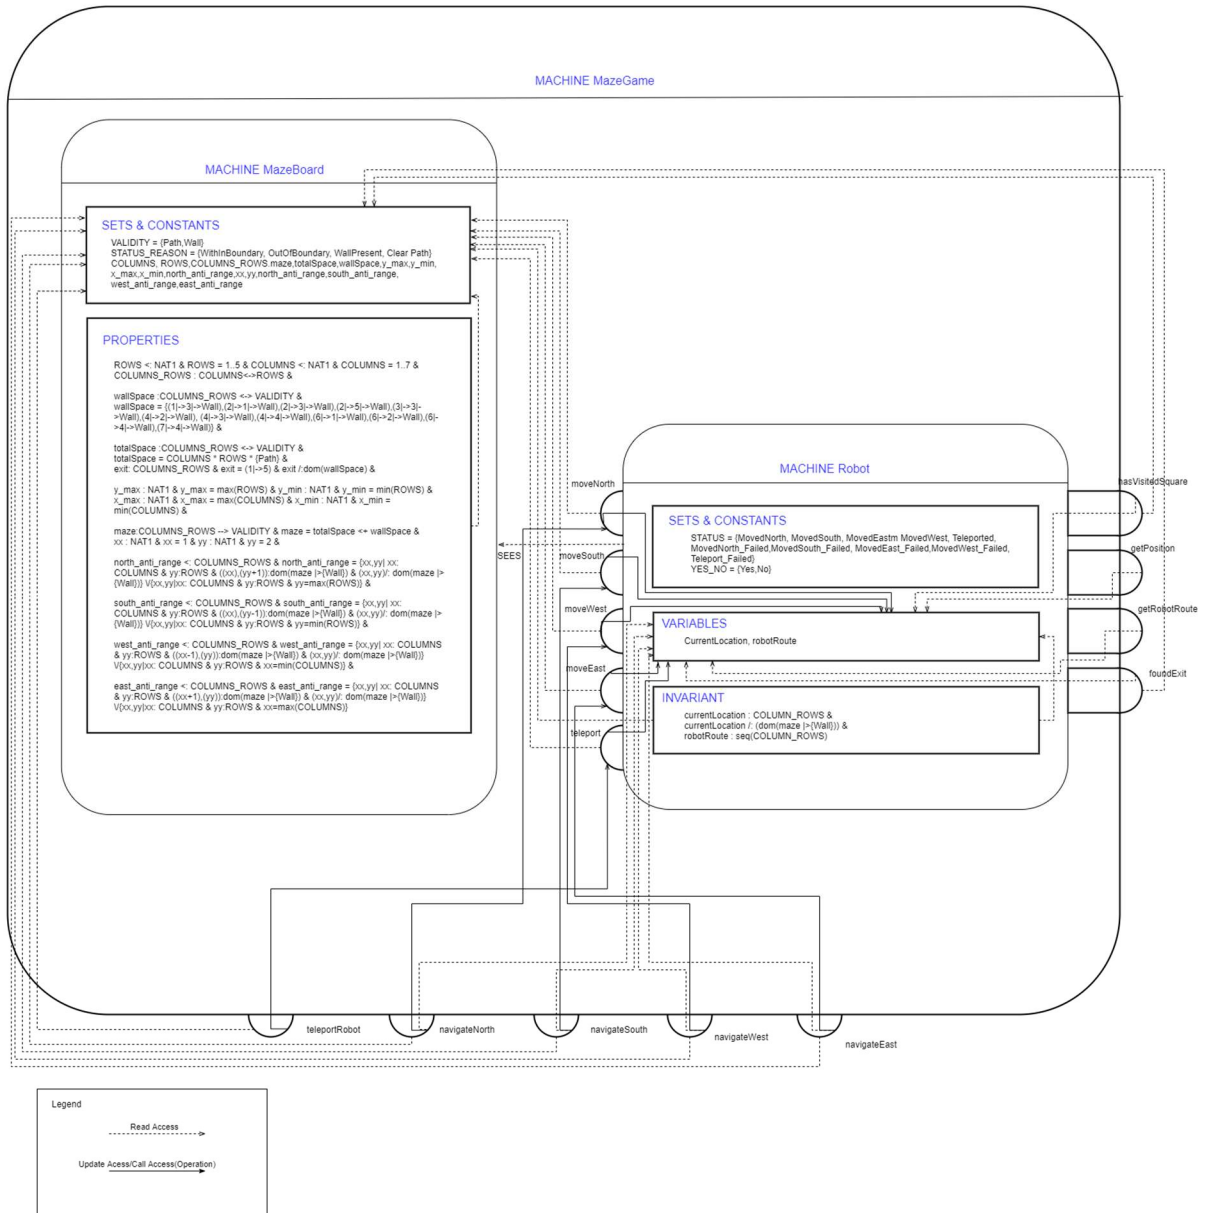 MACHINE MazeGame
MACHINE MazeBoard
SETS & CONSTANTS
VALIDITY = {Path,Wall}
STATUS_REASON = {WithInBoundary, OutOfBoundary, WallPresent, Clear Path}
COLUMNS, ROWS,COLUMNS_ROWS.maze,totalSpace,wallSpace,y_max,y_min,
x_max,x_min,north_anti_range,xx,yy,north_anti_range,south_anti_range,
west_anti_range,east_anti_range
PROPERTIES
ROWS <: NAT1 & ROWS = 1..5 & COLUMNS <: NAT1 & COLUMNS = 1..7 &
COLUMNS_ROWS : COLUMNS<->ROWS &
wallSpace :COLUMNS_ROWS <-> VALIDITY &
wallSpace = {(1|->3|->Wall),(2|->1|->Wall),(2|->3|->Wall),(2|->5|->Wall),(3|->3|-
>Wall),(4|->2|->Wall), (4|->3|->Wall),(4|->4|->Wall),(6|->1|->Wall),(6|->2|->Wall),(6|-
>4|->Wall),(7|->4|->Wall)} &
totalSpace :COLUMNS_ROWS <-> VALIDITY &
totalSpace = COLUMNS * ROWS * {Path} &
exit: COLUMNS_ROWS & exit = (1|->5) & exit /:dom(wallSpace) &
y_max : NAT1 & y_max = max(ROWS) & y_min : NAT1 & y_min = min(ROWS) &
x_max : NAT1 & x_max = max(COLUMNS) & x_min : NAT1 & x_min =
min(COLUMNS) &
maze:COLUMNS_ROWS --> VALIDITY & maze = totalSpace <+ wallSpace &
xx : NAT1 & xx = 1 & yy : NAT1 & yy = 2 &
north_anti_range <: COLUMNS_ROWS & north_anti_range = {xx,yy| xx:
COLUMNS & yy:ROWS & ((xx),(yy+1)):dom(maze |>{Wall}) & (xx,yy)/: dom(maze |>
{Wall})} \/{xx,yy|xx: COLUMNS & yy:ROWS & yy=max(ROWS)} &
south_anti_range <: COLUMNS_ROWS & south_anti_range = {xx,yy| xx:
COLUMNS & yy:ROWS & ((xx),(yy-1)):dom(maze |>{Wall}) & (xx,yy)/: dom(maze |>
{Wall})} \/{xx,yy|xx: COLUMNS & yy:ROWS & yy=min(ROWS)} &
west_anti_range <: COLUMNS_ROWS & west_anti_range = {xx,yy| xx: COLUMNS
& yy:ROWS & ((xx-1),(yy)):dom(maze |>{Wall}) & (xx,yy)/: dom(maze |>{Wall})}
\/{xx,yy|xx: COLUMNS & yy:ROWS & xx=min(COLUMNS)} &
east_anti_range <: COLUMNS_ROWS & east_anti_range = {xx,yy| xx: COLUMNS
& yy:ROWS & ((xx+1),(yy)):dom(maze |>{Wall}) & (xx,yy)/: dom(maze |>{Wall})}
\/{xx,yy|xx: COLUMNS & yy:ROWS & xx=max(COLUMNS)}
SEES
MACHINE Robot
moveNorth
moveSouth
moveWest
moveEast
teleport
SETS & CONSTANTS
STATUS = {MovedNorth, MovedSouth, MovedEastm MovedWest, Teleported,
MovedNorth_Failed,MovedSouth_Failed, MovedEast_Failed,MovedWest_Failed,
Teleport_Failed}
YES_NO = {Yes,No}
VARIABLES
CurrentLocation, robotRoute
INVARIANT
currentLocation : COLUMN_ROWS &
currentLocation /: (dom(maze |>{Wall})) &
robotRoute : seq(COLUMN_ROWS)
hasVisitedSquare
getPosition
getRobotRoute
foundExit
teleportRobot
navigateNorth
navigateSouth
navigateWest
navigateEast
Legend
Read Access
Update Acess/Call Access(Operation)